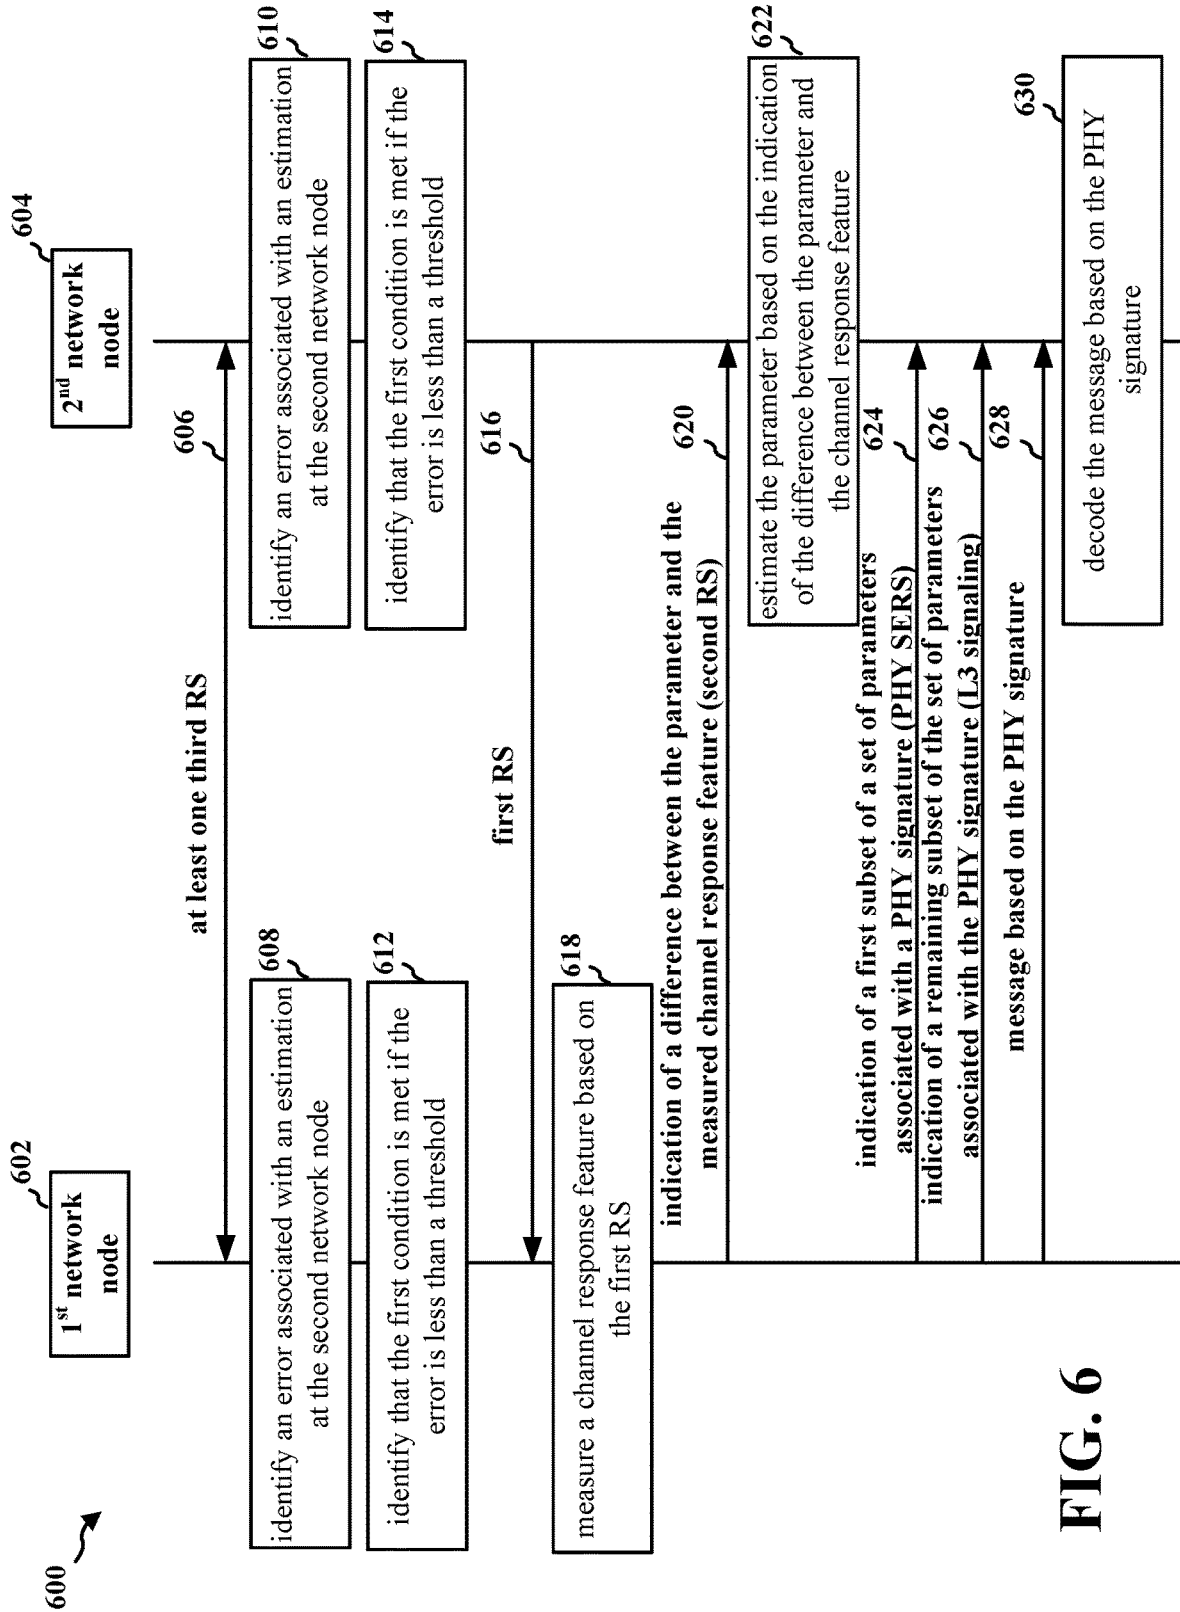 600
602
1st network
node
604
2nd network
node
at least one third RS
606
608
identify an error associated with an estimation
at the second network node
610
identify an error associated with an estimation
at the second network node
612
identify that the first condition is met if the
error is less than a threshold
614
identify that the first condition is met if the
error is less than a threshold
first RS
616
618
measure a channel response feature based on
the first RS
indication of a difference between the parameter and the
measured channel response feature (second RS)
620
622
estimate the parameter based on the indication
of the difference between the parameter and
the channel response feature
indication of a first subset of a set of parameters
associated with a PHY signature (PHY SERS)
624
indication of a remaining subset of the set of parameters
associated with the PHY signature (L3 signaling)
626
message based on the PHY signature
628
630
decode the message based on the PHY
signature
FIG. 6